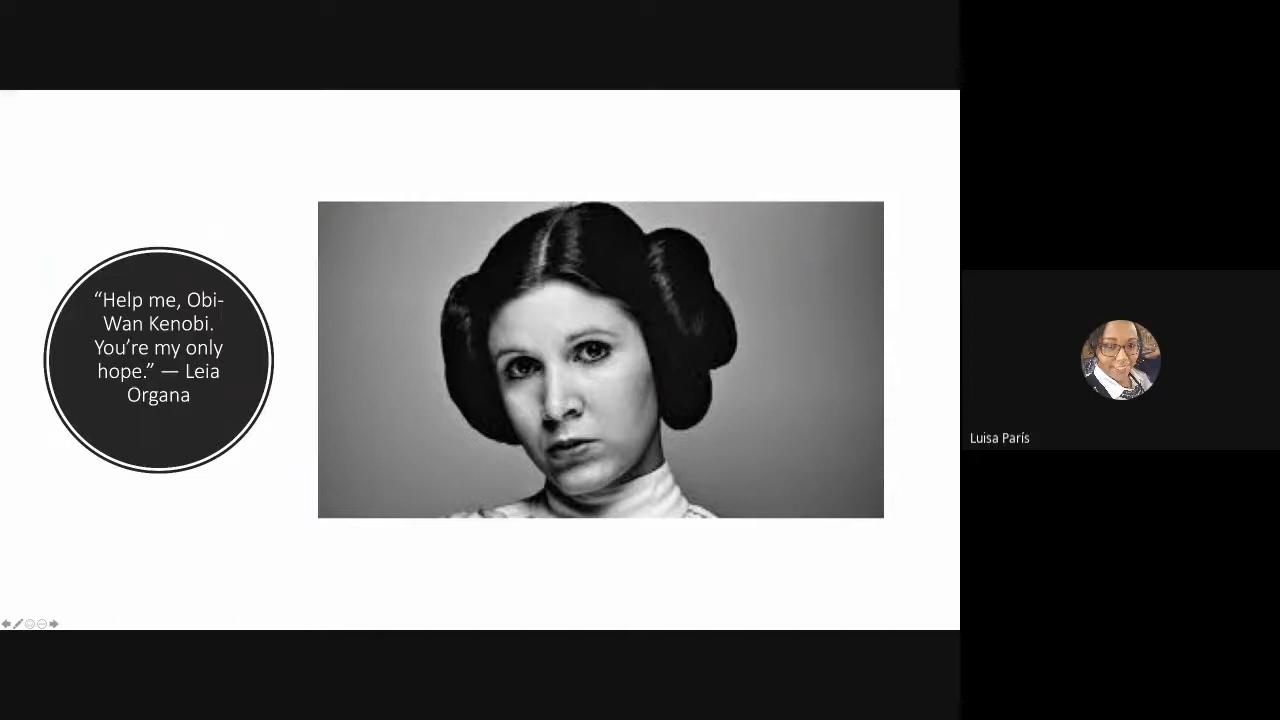 “Help me, Obi-
Wan Kenobi.
You’re my only
hope.” — Leia
Organa
Luisa París